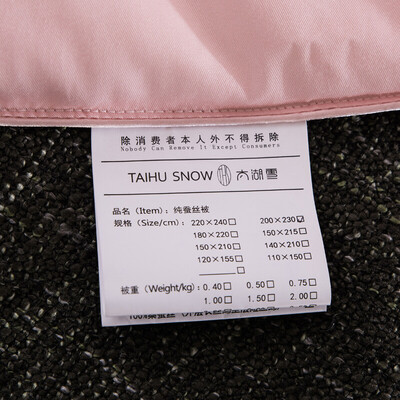 除消费者本人外不得拆除
Nobody Can Remove It Except Consumers
TAIHU SNOW 太湖雪
品名 (Item): 纯蚕丝被
规格 (Size/cm): 220×240□ 200×230☑
180×220□ 150×215□
150×210□ 140×210□
120×155□ 110×150□
□
被重 (Weight/kg): 0.40 □ 0.50 □ 0.75 □
1.00 □ 1.50 □ 2.00 □